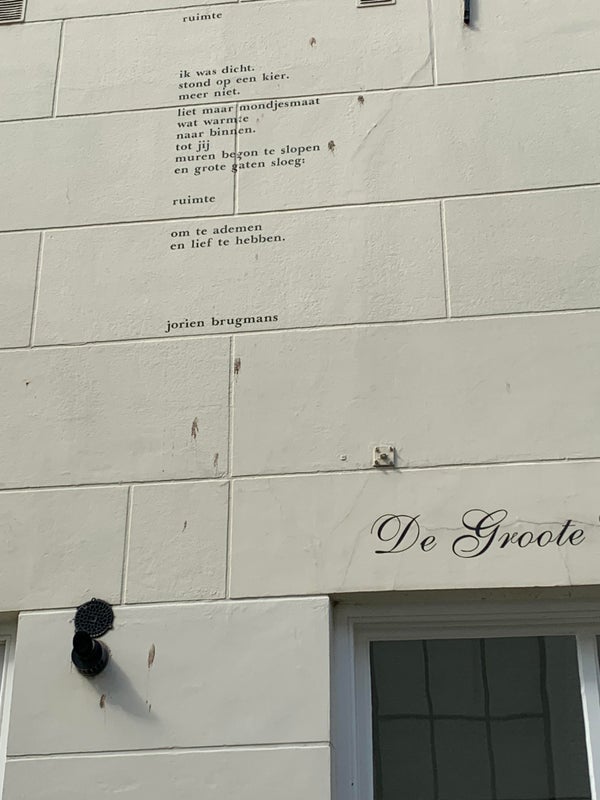 ruimte
ik was dicht.
stond op een kier.
meer niet.
liet maar mondjesmaat
wat warmte
naar binnen.
tot jij
muren begon te slopen
en grote gaten sloeg:
ruimte
om te ademen
en lief te hebben.
jorien brugmans
De Groote